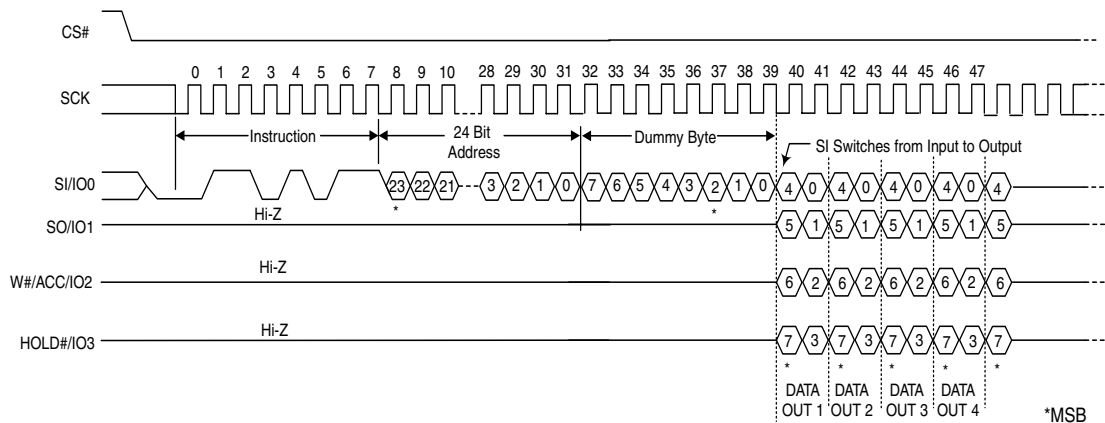 CS#
0 1 2 3 4 5 6 7 8 9 10 28 29 30 31 32 33 34 35 36 37 38 39 40 41 42 43 44 45 46 47
SCK
Instruction
24 Bit
Address
Dummy Byte
SI Switches from Input to Output
SI/IO0
23 22 21 3 2 1 0 7 6 5 4 3 2 1 0 4 0 4 0 4 0 4 0 4
* *
Hi-Z
SO/IO1
5 1 5 1 5 1 5 1 5
Hi-Z
W#/ACC/IO2
6 2 6 2 6 2 6 2 6
Hi-Z
HOLD#/IO3
7 3 7 3 7 3 7 3 7
* * * * *
DATA DATA DATA DATA
OUT 1 OUT 2 OUT 3 OUT 4
*MSB